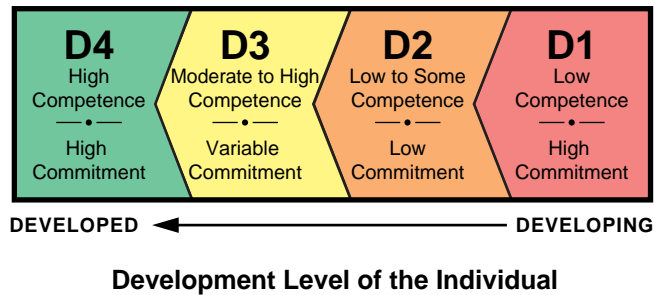 D4
High
Competence
High
Commitment
D3
Moderate to High
Competence
Variable
Commitment
D2
Low to Some
Competence
Low
Commitment
D1
Low
Competence
High
Commitment
DEVELOPED
DEVELOPING
Development Level of the Individual